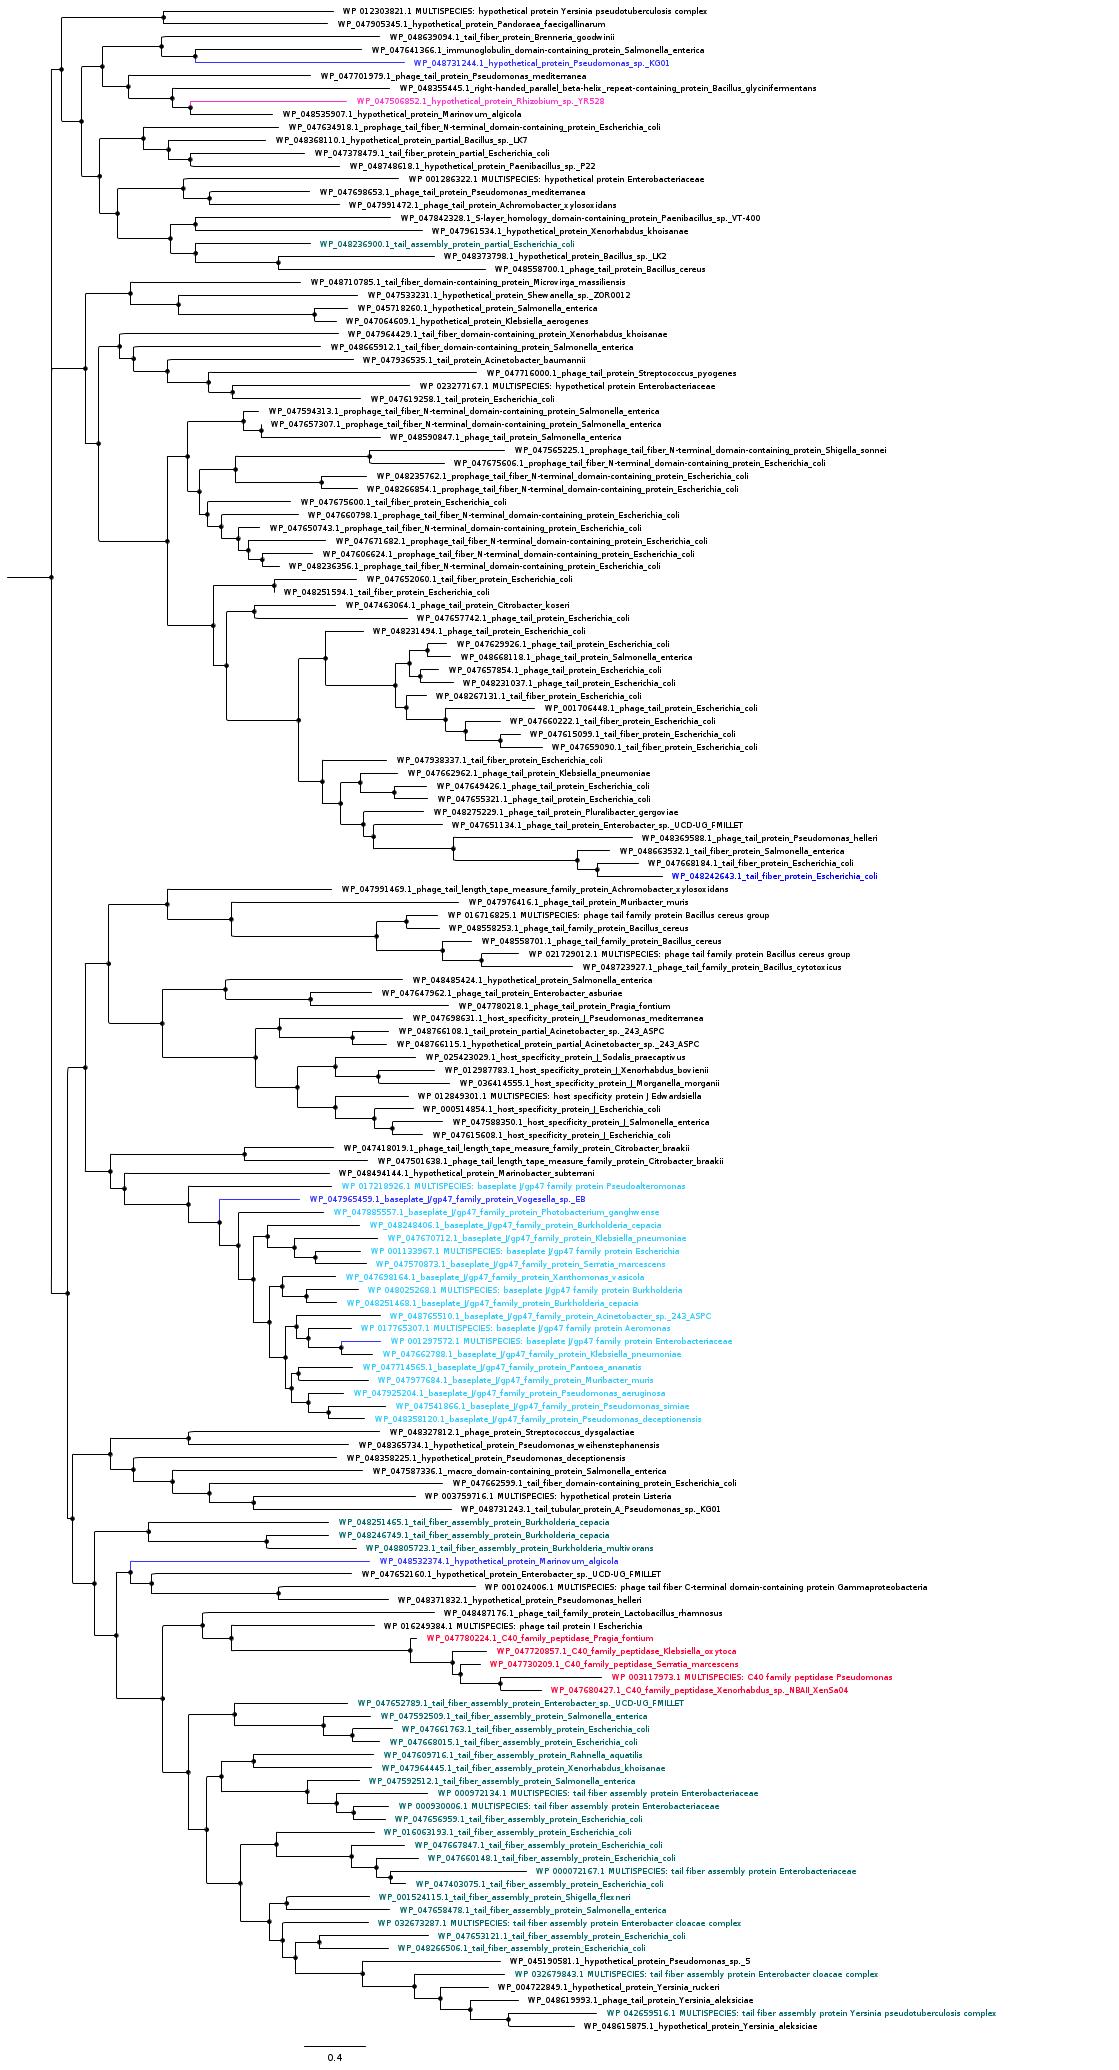 WP_012303821.1_MULTISPECIES:_hypothetical_protein_Yersinia_pseudotuberculosis_complex
WP_047905345.1_hypothetical_protein_Pandoraea_faecigallinarum
WP_048639094.1_tail_fiber_protein_Brenneria_goodwinii
WP_047641366.1_immunoglobulin_domain-containing_protein_Salmonella_enterica
WP_048731244.1_hypothetical_protein_Pseudomonas_sp._KG01
WP_047701979.1_phage_tail_protein_Pseudomonas_mediterranea
WP_048355445.1_right-handed_parallel_beta-helix_repeat-containing_protein_Bacillus_glycinifermentans
WP_047506852.1_hypothetical_protein_Rhizobium_sp._YR528
WP_048535907.1_hypothetical_protein_Marinovum_algicola
WP_047634918.1_prophage_tail_fiber_N-terminal_domain-containing_protein_Escherichia_coli
WP_048368110.1_hypothetical_protein_partial_Bacillus_sp._LK7
WP_047378479.1_tail_fiber_protein_partial_Escherichia_coli
WP_048748618.1_hypothetical_protein_Paenibacillus_sp._P22
WP 001286322.1 MULTISPECIES: hypothetical protein Enterobacteriaceae
WP_047698653.1_phage_tail_protein_Pseudomonas_mediterranea
WP_047991472.1_phage_tail_protein_Achromobacter_xylosoxidans
WP_047842328.1_S-layer_homology_domain-containing_protein_Paenibacillus_sp._VT-400
WP_047961534.1_hypothetical_protein_Xenorhabdus_khoisanae
WP_048236900.1_tail_assembly_protein_partial_Escherichia_coli
WP_048373798.1_hypothetical_protein_Bacillus_sp._LK2
WP_048558700.1_phage_tail_protein_Bacillus_cereus
WP_048710785.1_tail_fiber_domain-containing_protein_Microvirga_massiliensis
WP_047533231.1_hypothetical_protein_Shewanella_sp._ZOR0012
WP_045718260.1_hypothetical_protein_Salmonella_enterica
WP_047064609.1_hypothetical_protein_Klebsiella_aerogenes
WP_047964429.1_tail_fiber_domain-containing_protein_Xenorhabdus_khoisanae
WP_048665912.1_tail_fiber_domain-containing_protein_Salmonella_enterica
WP_047936535.1_tail_protein_Acinetobacter_baumannii
WP_047716000.1_phage_tail_protein_Streptococcus_pyogenes
WP 023277167.1 MULTISPECIES: hypothetical protein Enterobacteriaceae
WP_047619258.1_tail_protein_Escherichia_coli
WP_047594313.1_prophage_tail_fiber_N-terminal_domain-containing_protein_Salmonella_enterica
WP_047657307.1_prophage_tail_fiber_N-terminal_domain-containing_protein_Salmonella_enterica
WP_048590847.1_phage_tail_protein_Salmonella_enterica
WP_047565225.1_prophage_tail_fiber_N-terminal_domain-containing_protein_Shigella_sonnei
WP_047675606.1_prophage_tail_fiber_N-terminal_domain-containing_protein_Escherichia_coli
WP_048235762.1_prophage_tail_fiber_N-terminal_domain-containing_protein_Escherichia_coli
WP_048266854.1_prophage_tail_fiber_N-terminal_domain-containing_protein_Escherichia_coli
WP_047675600.1_tail_fiber_protein_Escherichia_coli
WP_047660798.1_prophage_tail_fiber_N-terminal_domain-containing_protein_Escherichia_coli
WP_047650743.1_prophage_tail_fiber_N-terminal_domain-containing_protein_Escherichia_coli
WP_047671682.1_prophage_tail_fiber_N-terminal_domain-containing_protein_Escherichia_coli
WP_047606624.1_prophage_tail_fiber_N-terminal_domain-containing_protein_Escherichia_coli
WP_048236356.1_prophage_tail_fiber_N-terminal_domain-containing_protein_Escherichia_coli
WP_047652060.1_tail_fiber_protein_Escherichia_coli
WP_048251594.1_tail_fiber_protein_Escherichia_coli
WP_047463064.1_phage_tail_protein_Citrobacter_koseri
WP_047657742.1_phage_tail_protein_Escherichia_coli
WP_048231494.1_phage_tail_protein_Escherichia_coli
WP_047629926.1_phage_tail_protein_Escherichia_coli
WP_048668118.1_phage_tail_protein_Salmonella_enterica
WP_047657854.1_phage_tail_protein_Escherichia_coli
WP_048231037.1_phage_tail_protein_Escherichia_coli
WP_048267131.1_tail_fiber_protein_Escherichia_coli
WP_001706448.1_phage_tail_protein_Escherichia_coli
WP_047660222.1_tail_fiber_protein_Escherichia_coli
WP_047615099.1_tail_fiber_protein_Escherichia_coli
WP_047659090.1_tail_fiber_protein_Escherichia_coli
WP_047938337.1_tail_fiber_protein_Escherichia_coli
WP_047662962.1_phage_tail_protein_Klebsiella_pneumoniae
WP_047649426.1_phage_tail_protein_Escherichia_coli
WP_047655321.1_phage_tail_protein_Escherichia_coli
WP_048275229.1_phage_tail_protein_Pluralibacter_gergoviae
WP_047651134.1_phage_tail_protein_Enterobacter_sp._UCD-UG_FMILLET
WP_048369588.1_phage_tail_protein_Pseudomonas_helleri
WP_048663532.1_tail_fiber_protein_Salmonella_enterica
WP_047668184.1_tail_fiber_protein_Escherichia_coli
WP_048242643.1_tail_fiber_protein_Escherichia_coli
WP_047991469.1_phage_tail_length_tape_measure_family_protein_Achromobacter_xylosoxidans
WP_047976416.1_phage_tail_protein_Muribacter_muris
WP 016716825.1 MULTISPECIES: phage tail family protein Bacillus cereus group
WP_048558253.1_phage_tail_family_protein_Bacillus_cereus
WP_048558701.1_phage_tail_family_protein_Bacillus_cereus
WP 021729012.1 MULTISPECIES: phage tail family protein Bacillus cereus group
WP_048723927.1_phage_tail_family_protein_Bacillus_cytotoxicus
WP_048485424.1_hypothetical_protein_Salmonella_enterica
WP_047647962.1_phage_tail_protein_Enterobacter_asburiae
WP_047780218.1_phage_tail_protein_Pragia_fontium
WP_047698631.1_host_specificity_protein_J_Pseudomonas_mediterranea
WP_048766108.1_tail_protein_partial_Acinetobacter_sp._243_ASPC
WP_048766115.1_hypothetical_protein_partial_Acinetobacter_sp._243_ASPC
WP_025423029.1_host_specificity_protein_J_Sodalis_praecaptivus
WP_012987783.1_host_specificity_protein_J_Xenorhabdus_bovienii
WP_036414555.1_host_specificity_protein_J_Morganella_morganii
WP 012849301.1 MULTISPECIES: host specificity protein J Edwardsiella
WP_000514854.1_host_specificity_protein_J_Escherichia_coli
WP_047588350.1_host_specificity_protein_J_Salmonella_enterica
WP_047615608.1_host_specificity_protein_J_Escherichia_coli
WP_047418019.1_phage_tail_length_tape_measure_family_protein_Citrobacter_braakii
WP_047501638.1_phage_tail_length_tape_measure_family_protein_Citrobacter_braakii
WP_048494144.1_hypothetical_protein_Marinobacter_subterrani
WP 017218926.1 MULTISPECIES: baseplate J/gp47 family protein Pseudoalteromonas
WP_047965459.1_baseplate_J/gp47_family_protein_Vogesella_sp._EB
WP_047885557.1_baseplate_J/gp47_family_protein_Photobacterium_ganghwense
WP_048248406.1_baseplate_J/gp47_family_protein_Burkholderia_cepacia
WP_047670712.1_baseplate_J/gp47_family_protein_Klebsiella_pneumoniae
WP 001133967.1 MULTISPECIES: baseplate J/gp47 family protein Escherichia
WP_047570873.1_baseplate_J/gp47_family_protein_Serratia_marcescens
WP_047698164.1_baseplate_J/gp47_family_protein_Xanthomonas_vasicola
WP 048025268.1 MULTISPECIES: baseplate J/gp47 family protein Burkholderia
WP_048251468.1_baseplate_J/gp47_family_protein_Burkholderia_cepacia
WP_048765510.1_baseplate_J/gp47_family_protein_Acinetobacter_sp._243_ASPC
WP 017765307.1 MULTISPECIES: baseplate J/gp47 family protein Aeromonas
WP 001297572.1 MULTISPECIES: baseplate J/gp47 family protein Enterobacteriaceae
WP_047662788.1_baseplate_J/gp47_family_protein_Klebsiella_pneumoniae
WP_047714565.1_baseplate_J/gp47_family_protein_Pantoea_ananatis
WP_047977684.1_baseplate_J/gp47_family_protein_Muribacter_muris
WP_047925204.1_baseplate_J/gp47_family_protein_Pseudomonas_aeruginosa
WP_047541866.1_baseplate_J/gp47_family_protein_Pseudomonas_simiae
WP_048358120.1_baseplate_J/gp47_family_protein_Pseudomonas_deceptionensis
WP_048327812.1_phage_protein_Streptococcus_dysgalactiae
WP_048365734.1_hypothetical_protein_Pseudomonas_weihenstephanensis
WP_048358225.1_hypothetical_protein_Pseudomonas_deceptionensis
WP_047587336.1_macro_domain-containing_protein_Salmonella_enterica
WP_047662599.1_tail_fiber_domain-containing_protein_Escherichia_coli
WP 003759716.1 MULTISPECIES: hypothetical protein Listeria
WP_048731243.1_tail_tubular_protein_A_Pseudomonas_sp._KG01
WP_048251465.1_tail_fiber_assembly_protein_Burkholderia_cepacia
WP_048246749.1_tail_fiber_assembly_protein_Burkholderia_cepacia
WP_048805723.1_tail_fiber_assembly_protein_Burkholderia_multivorans
WP_048532374.1_hypothetical_protein_Marinovum_algicola
WP_047652160.1_hypothetical_protein_Enterobacter_sp._UCD-UG_FMILLET
WP 001024006.1 MULTISPECIES: phage tail fiber C-terminal domain-containing protein Gammaproteobacteria
WP_048371832.1_hypothetical_protein_Pseudomonas_helleri
WP_048487176.1_phage_tail_family_protein_Lactobacillus_rhamnosus
WP 016249384.1 MULTISPECIES: phage tail protein I Escherichia
WP_047780224.1_C40_family_peptidase_Pragia_fontium
WP_047720857.1_C40_family_peptidase_Klebsiella_oxytoca
WP_047730209.1_C40_family_peptidase_Serratia_marcescens
WP 003117973.1 MULTISPECIES: C40 family peptidase Pseudomonas
WP_047680427.1_C40_family_peptidase_Xenorhabdus_sp._NBAII_XenSa04
WP_047652789.1_tail_fiber_assembly_protein_Enterobacter_sp._UCD-UG_FMILLET
WP_047592509.1_tail_fiber_assembly_protein_Salmonella_enterica
WP_047661763.1_tail_fiber_assembly_protein_Escherichia_coli
WP_047668015.1_tail_fiber_assembly_protein_Escherichia_coli
WP_047609716.1_tail_fiber_assembly_protein_Rahnella_aquatilis
WP_047964445.1_tail_fiber_assembly_protein_Xenorhabdus_khoisanae
WP_047592512.1_tail_fiber_assembly_protein_Salmonella_enterica
WP 000972134.1 MULTISPECIES: tail fiber assembly protein Enterobacteriaceae
WP 000930006.1 MULTISPECIES: tail fiber assembly protein Enterobacteriaceae
WP_047656959.1_tail_fiber_assembly_protein_Escherichia_coli
WP_016063193.1_tail_fiber_assembly_protein_Escherichia_coli
WP_047667847.1_tail_fiber_assembly_protein_Escherichia_coli
WP_047660148.1_tail_fiber_assembly_protein_Escherichia_coli
WP 000072167.1 MULTISPECIES: tail fiber assembly protein Enterobacteriaceae
WP_047403075.1_tail_fiber_assembly_protein_Escherichia_coli
WP_001524115.1_tail_fiber_assembly_protein_Shigella_flexneri
WP_047658478.1_tail_fiber_assembly_protein_Salmonella_enterica
WP 032673287.1 MULTISPECIES: tail fiber assembly protein Enterobacter cloacae complex
WP_047653121.1_tail_fiber_assembly_protein_Escherichia_coli
WP_048266506.1_tail_fiber_assembly_protein_Escherichia_coli
WP_045190581.1_hypothetical_protein_Pseudomonas_sp._5
WP 032679843.1 MULTISPECIES: tail fiber assembly protein Enterobacter cloacae complex
WP_004722849.1_hypothetical_protein_Yersinia_ruckeri
WP_048619993.1_phage_tail_protein_Yersinia_aleksiciae
WP 042659516.1 MULTISPECIES: tail fiber assembly protein Yersinia pseudotuberculosis complex
WP_048615875.1_hypothetical_protein_Yersinia_aleksiciae
0.4